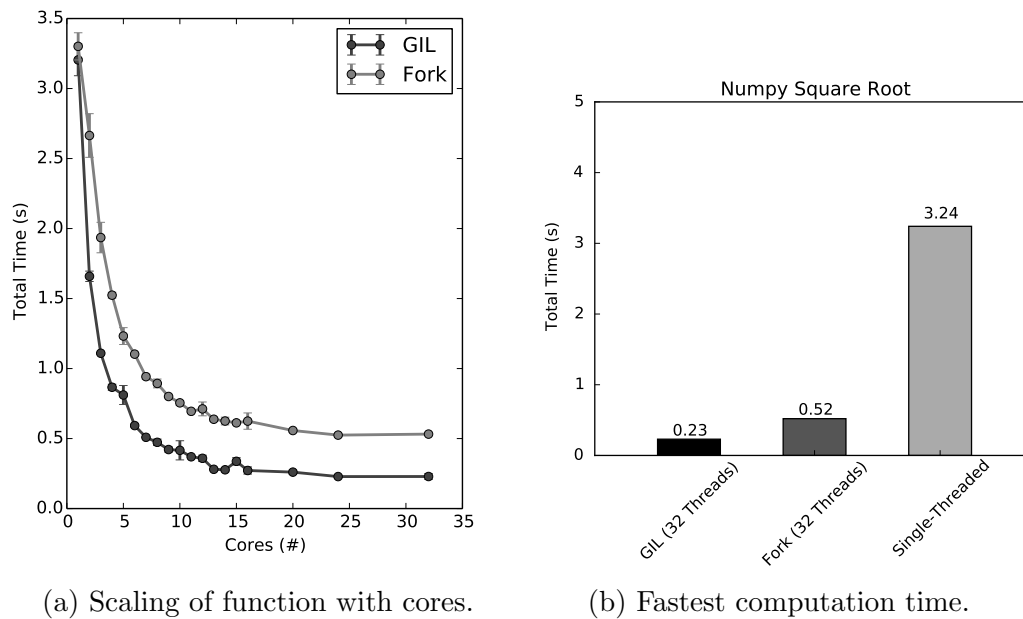 3.5
3.0
2.5
2.0
1.5
1.0
0.5
0.0
0 5 10 15 20 25 30 35
Total Time (s)
Cores (#)
GIL
Fork
(a) Scaling of function with cores.
Numpy Square Root
5
4
3
2
1
0
Total Time (s)
0.23
0.52
3.24
GIL (32 Threads)
Fork (32 Threads)
Single-Threaded
(b) Fastest computation time.